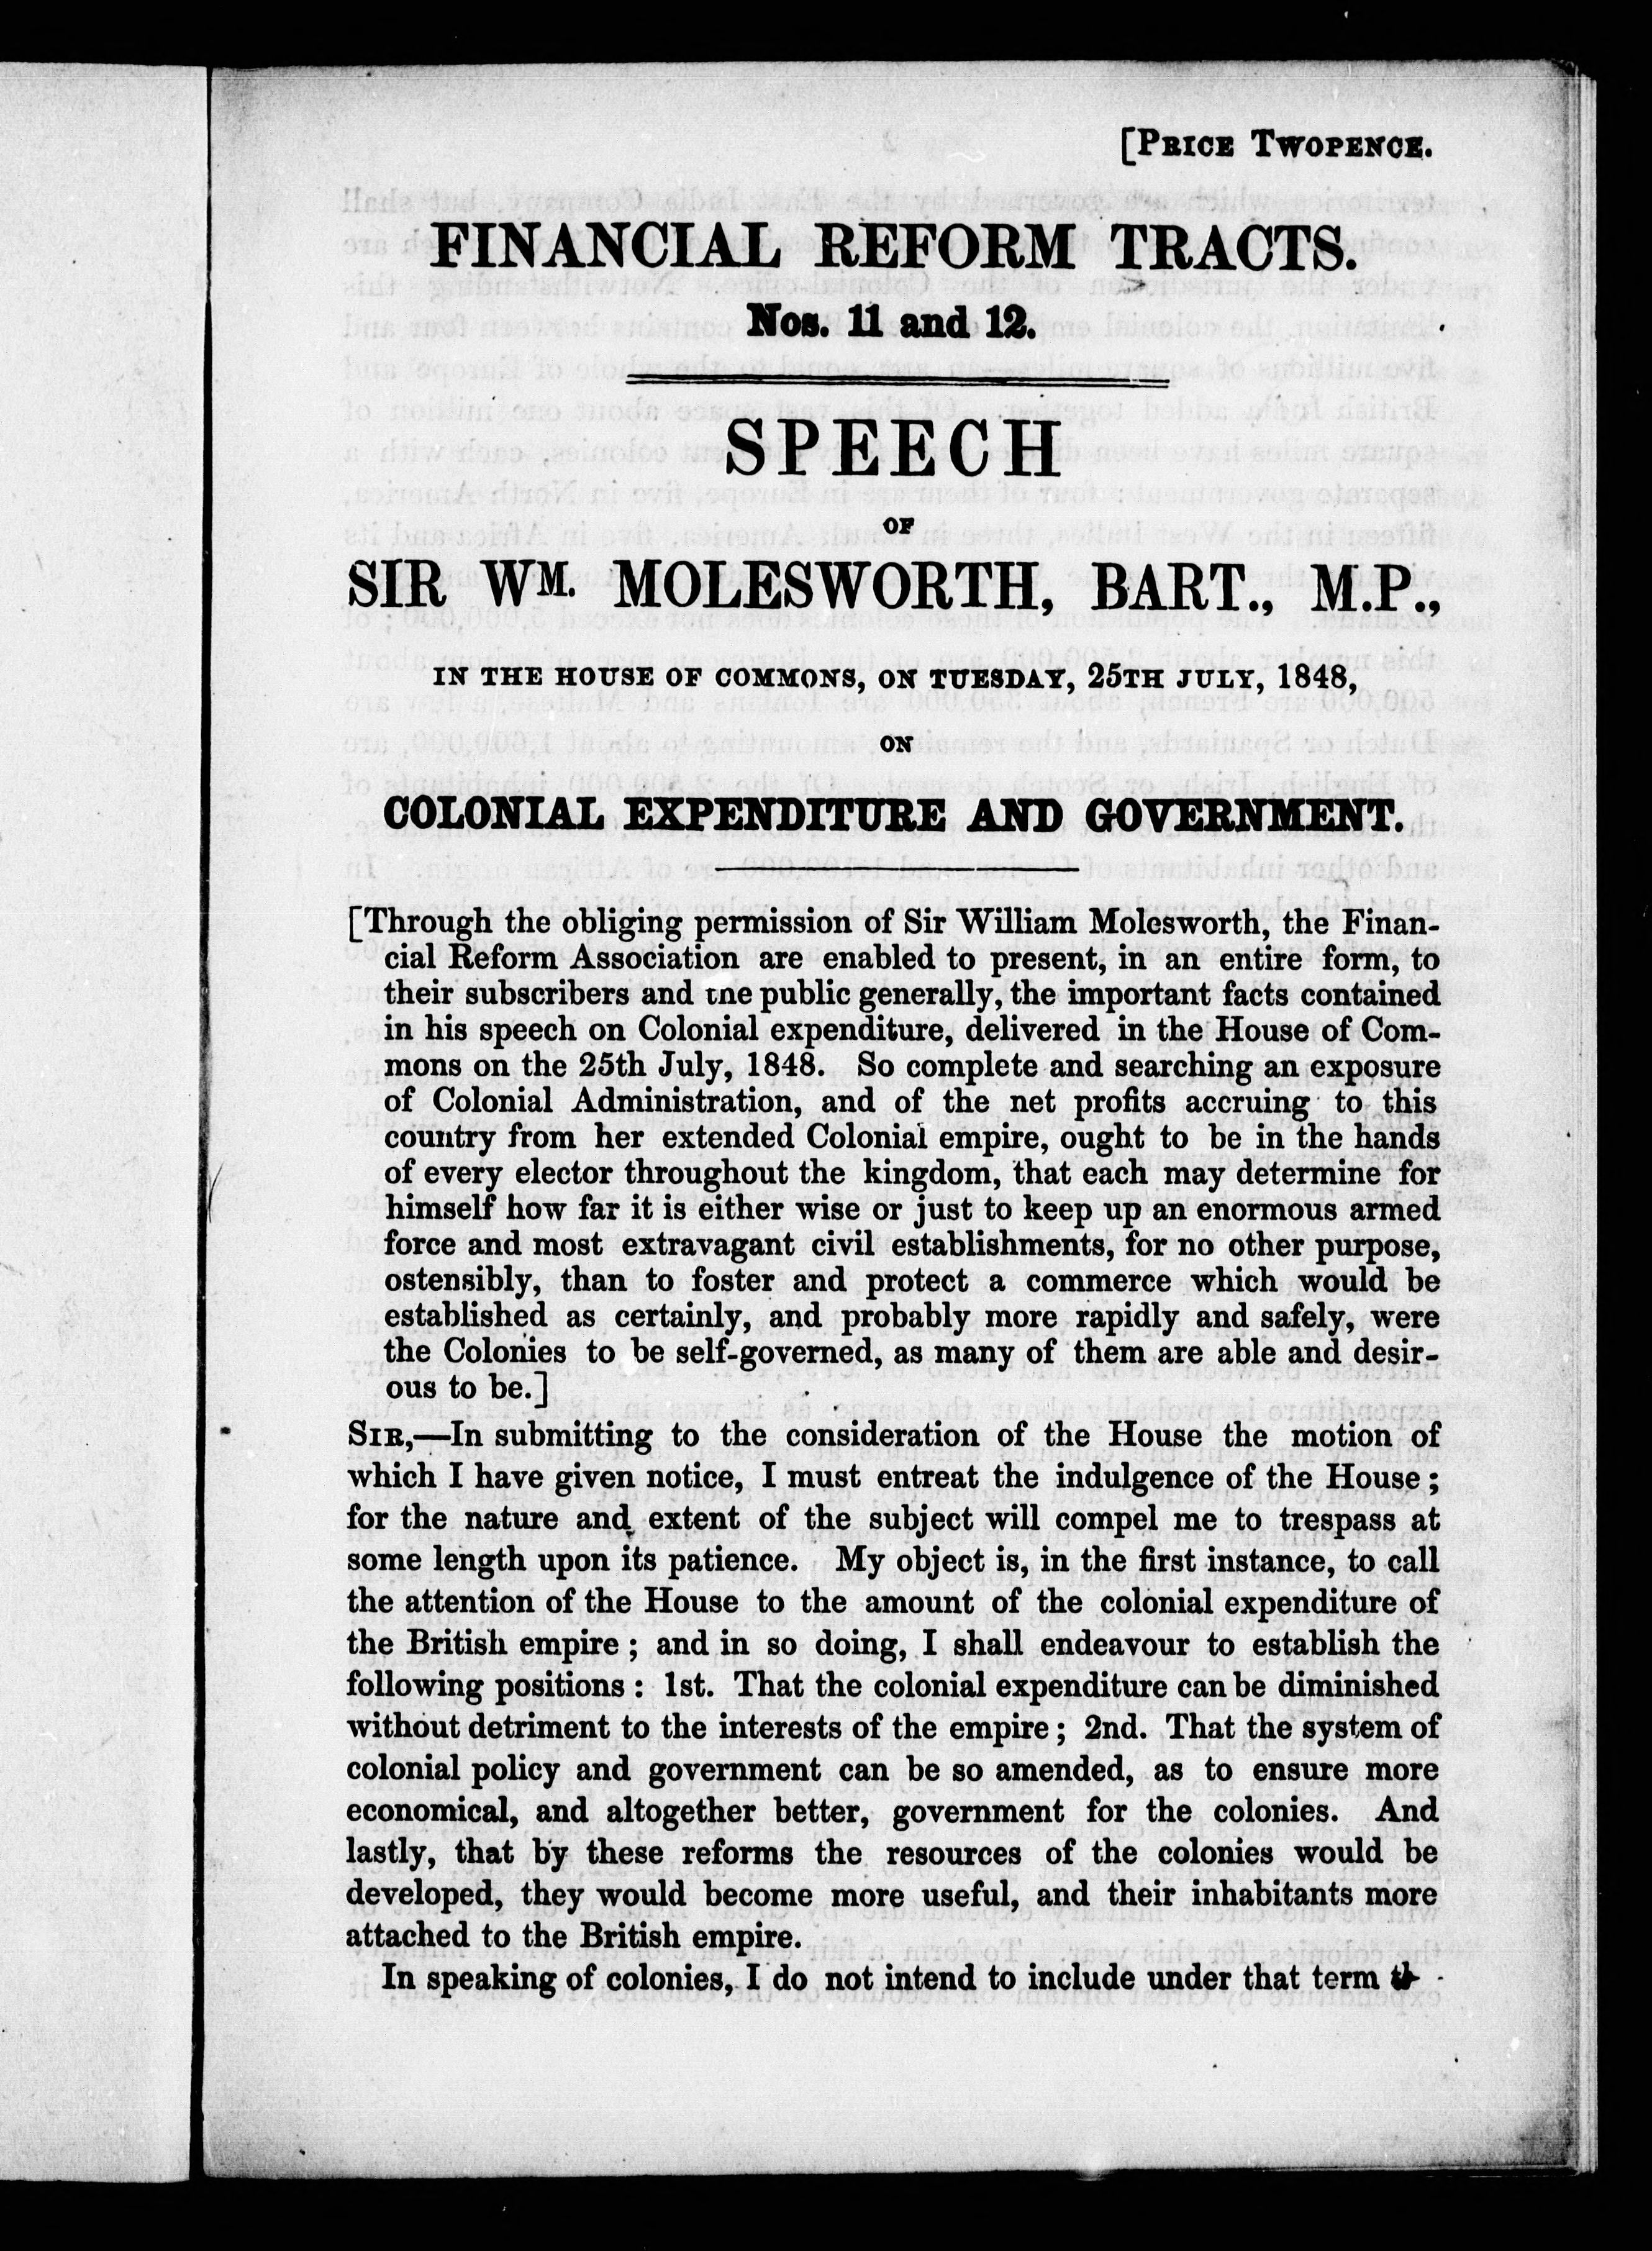 [PRICE TWOPENCE.
FINANCIAL REFORM TRACTS.
Nos. 11 and 12.
SPEECH
OF
SIR WM. MOLESWORTH, BART., M.P.,
IN THE HOUSE OF COMMONS, ON TUESDAY, 25TH JULY, 1848,
ON
COLONIAL EXPENDITURE AND GOVERNMENT.
[Through the obliging permission of Sir William Molesworth, the Finan-
cial Reform Association are enabled to present, in an entire form, to
their subscribers and the public generally, the important facts contained
in his speech on Colonial expenditure, delivered in the House of Com-
mons on the 25th July, 1848. So complete and searching an exposure
of Colonial Administration, and of the net profits accruing to this
country from her extended Colonial empire, ought to be in the hands
of every elector throughout the kingdom, that each may determine for
himself how far it is either wise or just to keep up an enormous armed
force and most extravagant civil establishments, for no other purpose,
ostensibly, than to foster and protect a commerce which would be
established as certainly, and probably more rapidly and safely, were
the Colonies to be self-governed, as many of them are able and desir-
ous to be.]
SIR,—In submitting to the consideration of the House the motion of
which I have given notice, I must entreat the indulgence of the House;
for the nature and extent of the subject will compel me to trespass at
some length upon its patience. My object is, in the first instance, to call
the attention of the House to the amount of the colonial expenditure of
the British empire; and in so doing, I shall endeavour to establish the
following positions: 1st. That the colonial expenditure can be diminished
without detriment to the interests of the empire; 2nd. That the system of
colonial policy and government can be so amended, as to ensure more
economical, and altogether better, government for the colonies. And
lastly, that by these reforms the resources of the colonies would be
developed, they would become more useful, and their inhabitants more
attached to the British empire.
In speaking of colonies, I do not intend to include under that term